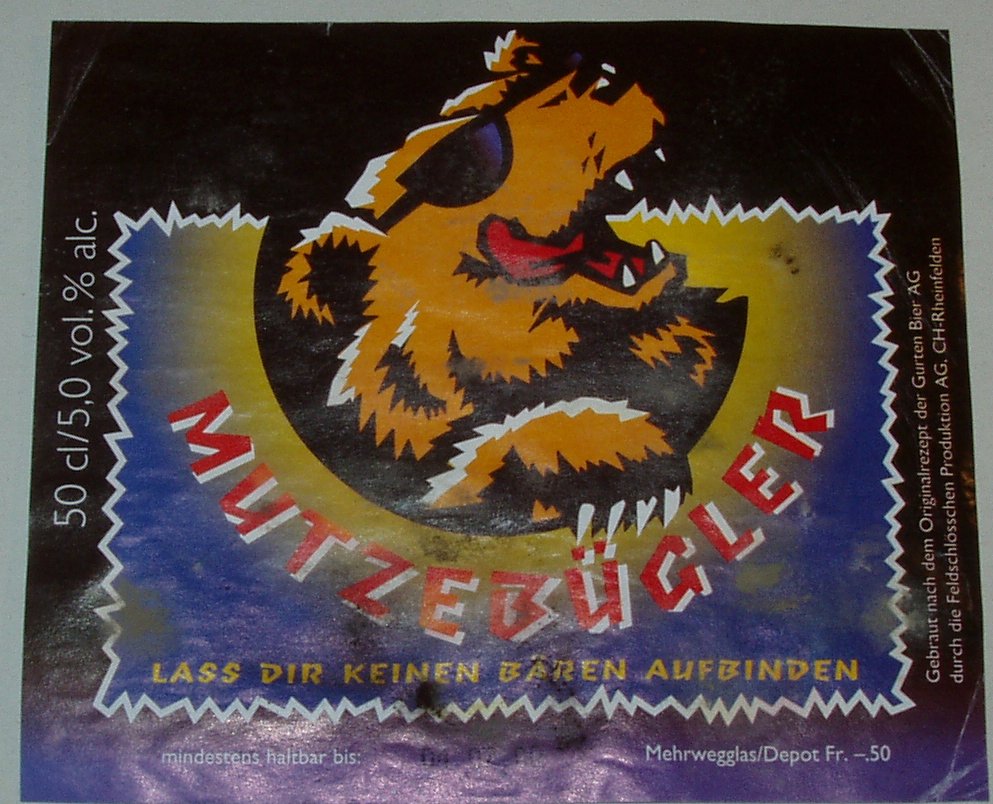 50 cl/5,0 vol.% alc.
MUTZEBÜGLER
LASS DIR KEINEN BÄREN AUFBINDEN
mindestens haltbar bis:
Mehrwegglas/Depot Fr. –.50
Gebraut nach dem Originalrezept der Gurten Bier AG
durch die Feldschlösschen Produktion AG, CH-Rheinfelden